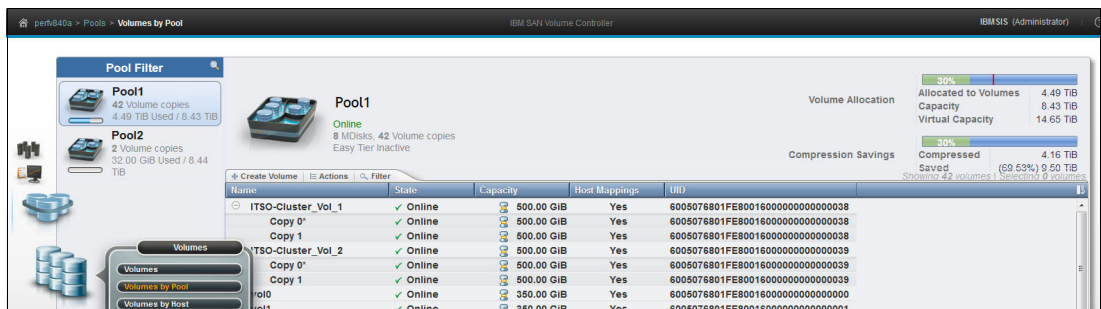 perfv840a > Pools > Volumes by Pool
IBM SAN Volume Controller
IBMSIS (Administrator)
Pool Filter
Pool1
42 Volume copies
4.49 TiB Used / 8.43 TiB
Pool2
2 Volume copies
32.00 GiB Used / 8.44
TiB
Pool1
Online
8 MDisks, 42 Volume copies
Easy Tier Inactive
Volume Allocation
30%
Allocated to Volumes 4.49 TiB
Capacity 8.43 TiB
Virtual Capacity 14.65 TiB
Compression Savings
30%
Compressed 4.16 TiB
Saved (69.53%) 9.50 TiB
Showing 42 volumes | Selecting 0 volumes
Create Volume Actions Filter
Name State Capacity Host Mappings UID
ITSO-Cluster_Vol_1 Online 500.00 GiB Yes 6005076801FE80016000000000000038
Copy 0* Online 500.00 GiB Yes 6005076801FE80016000000000000038
Copy 1 Online 500.00 GiB Yes 6005076801FE80016000000000000038
ITSO-Cluster_Vol_2 Online 500.00 GiB Yes 6005076801FE80016000000000000039
Copy 0* Online 500.00 GiB Yes 6005076801FE80016000000000000039
Copy 1 Online 500.00 GiB Yes 6005076801FE80016000000000000039
vol0 Online 350.00 GiB Yes 6005076801FE80016000000000000000
vol1 Online 350.00 GiB Yes 6005076801FE80016000000000000001
Volumes
Volumes
Volumes by Pool
Volumes by Host